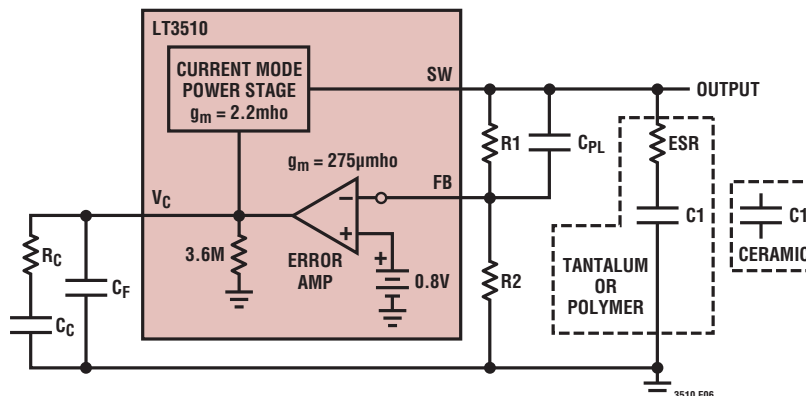 LT3510
CURRENT MODE
POWER STAGE
gm = 2.2mho
SW
OUTPUT
R1
CPL
ESR
gm = 275µmho
FB
VC
C1
C1
CERAMIC
RC
CF
3.6M
ERROR
AMP
0.8V
R2
TANTALUM
OR
POLYMER
CC
3510 F06